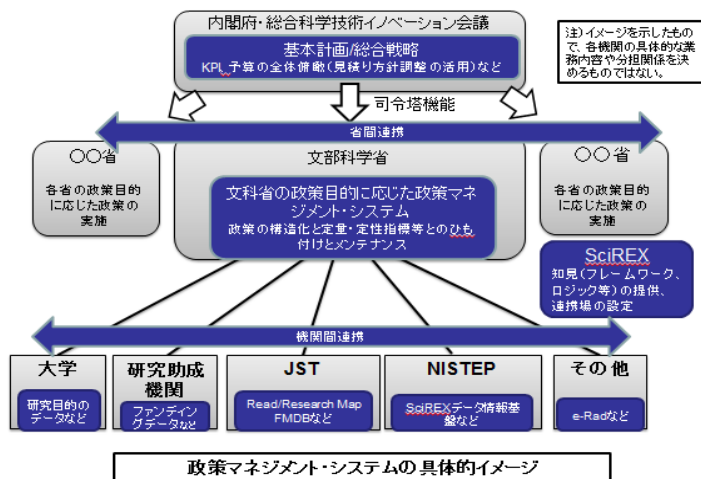 内閣府・総合科学技術イノベーション会議
基本計画/総合戦略
KPI、予算の全体俯瞰(見積り方針調整の活用)など
注)イメージを示したもの
で、各機関の具体的な業
務内容や分担関係を決
めるものではない。
司令塔機能
省間連携
〇〇省
各省の政策目的
に応じた政策の
実施
文部科学省
文科省の政策目的に応じた政策マネ
ジメント・システム
政策の構造化と定量・定性指標等とのひも
付けとメンテナンス
〇〇省
各省の政策目的
に応じた政策の
実施
SciREX
知見(フレームワーク、
ロジック等)の提供、
連携場の設定
機関間連携
大学
研究目的の
データなど
研究助成
機関
ファンディン
グデータなど
JST
Read/Research Map
FMDBなど
NISTEP
SciREXデータ情報基
盤など
その他
e-Radなど
政策マネジメント・システムの具体的イメージ